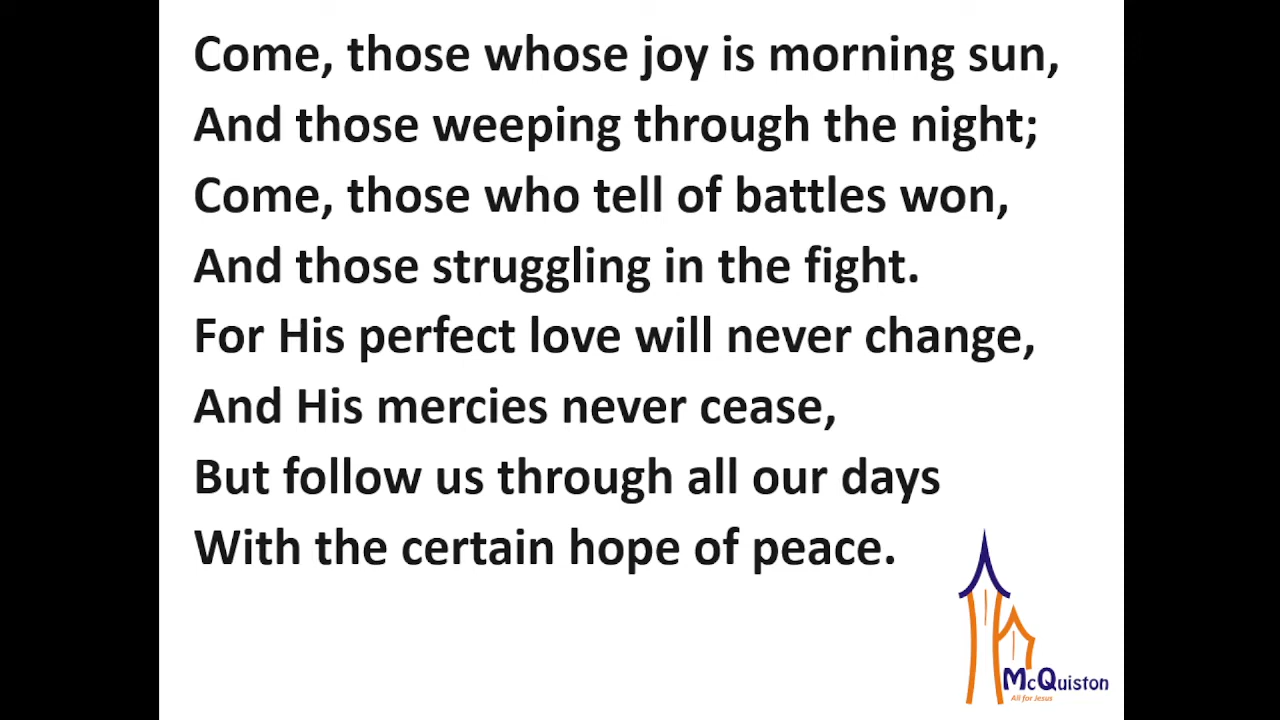 Come, those whose joy is morning sun,
And those weeping through the night;
Come, those who tell of battles won,
And those struggling in the fight.
For His perfect love will never change,
And His mercies never cease,
But follow us through all our days
With the certain hope of peace.
McQuiston
All for Jesus